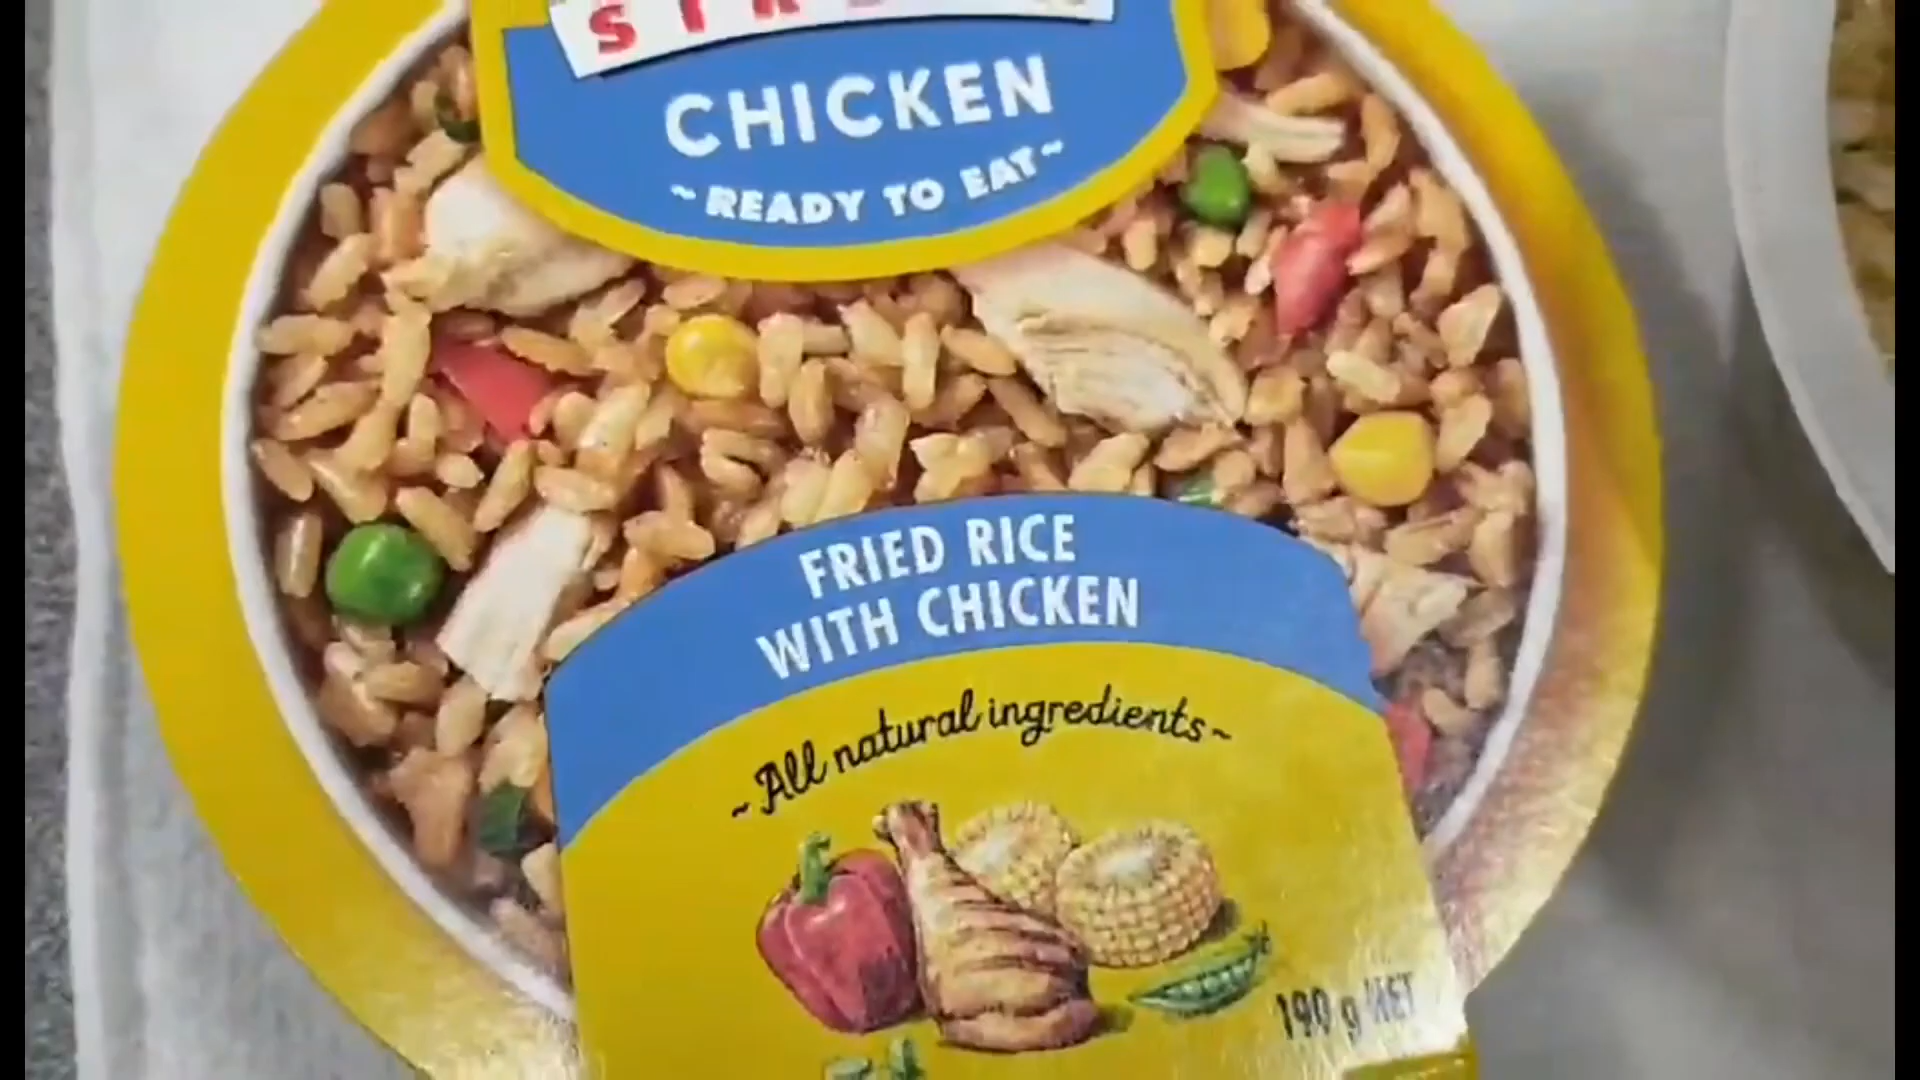 CHICKEN
~READY TO EAT~
FRIED RICE
WITH CHICKEN
~All natural ingredients~
190 g NET